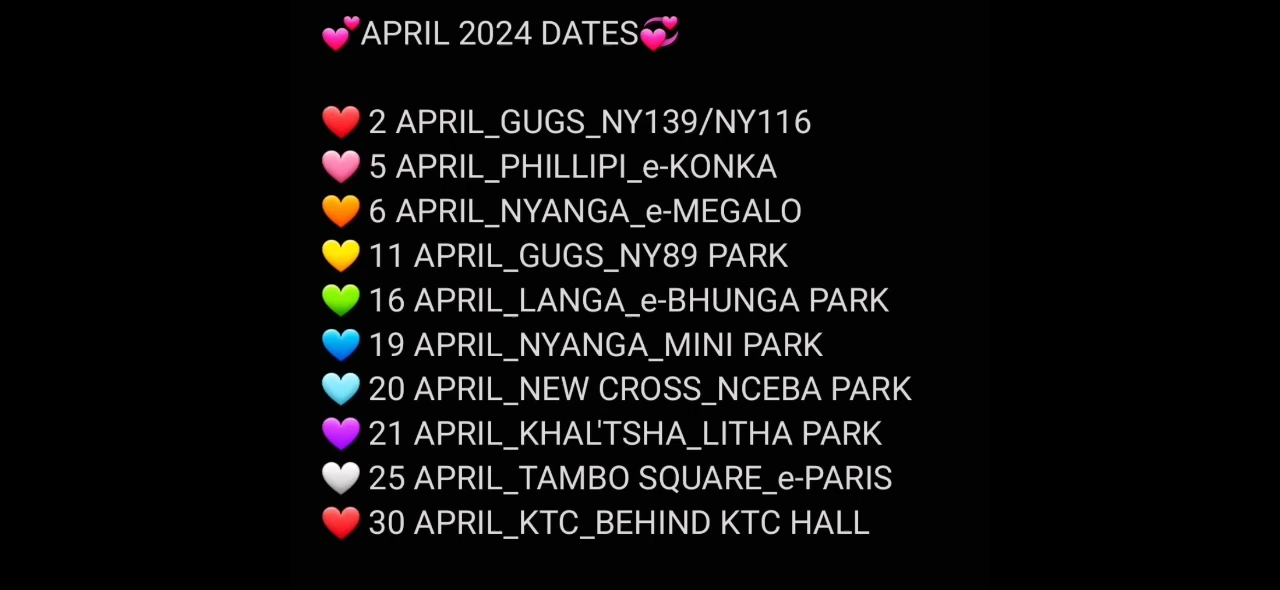 💕APRIL 2024 DATES💞
❤️ 2 APRIL_GUGS_NY139/NY116
🩷 5 APRIL_PHILLIPI_e-KONKA
🧡 6 APRIL_NYANGA_e-MEGALO
💛 11 APRIL_GUGS_NY89 PARK
💚 16 APRIL_LANGA_e-BHUNGA PARK
💙 19 APRIL_NYANGA_MINI PARK
🩵 20 APRIL_NEW CROSS_NCEBA PARK
💜 21 APRIL_KHAL'TSHA_LITHA PARK
🤍 25 APRIL_TAMBO SQUARE_e-PARIS
❤️ 30 APRIL_KTC_BEHIND KTC HALL